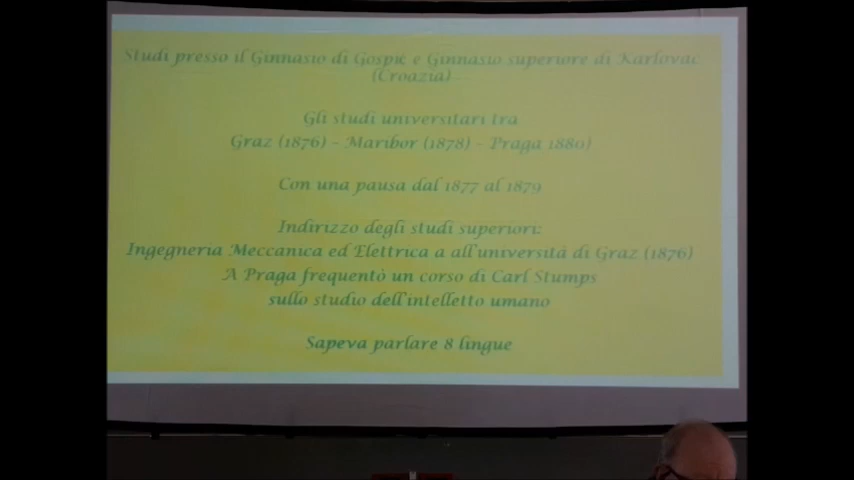 Studi presso il Ginnasio di Gospić e Ginnasio superiore di Karlovac
(Croazia)
Gli studi universitari tra
Graz (1876) – Maribor (1878) – Praga 1880)
Con una pausa dal 1877 al 1879
Indirizzo degli studi superiori:
Ingegneria Meccanica ed Elettrica a all'università di Graz (1876)
A Praga frequentò un corso di Carl Stumps
sullo studio dell'intelletto umano
Sapeva parlare 8 lingue